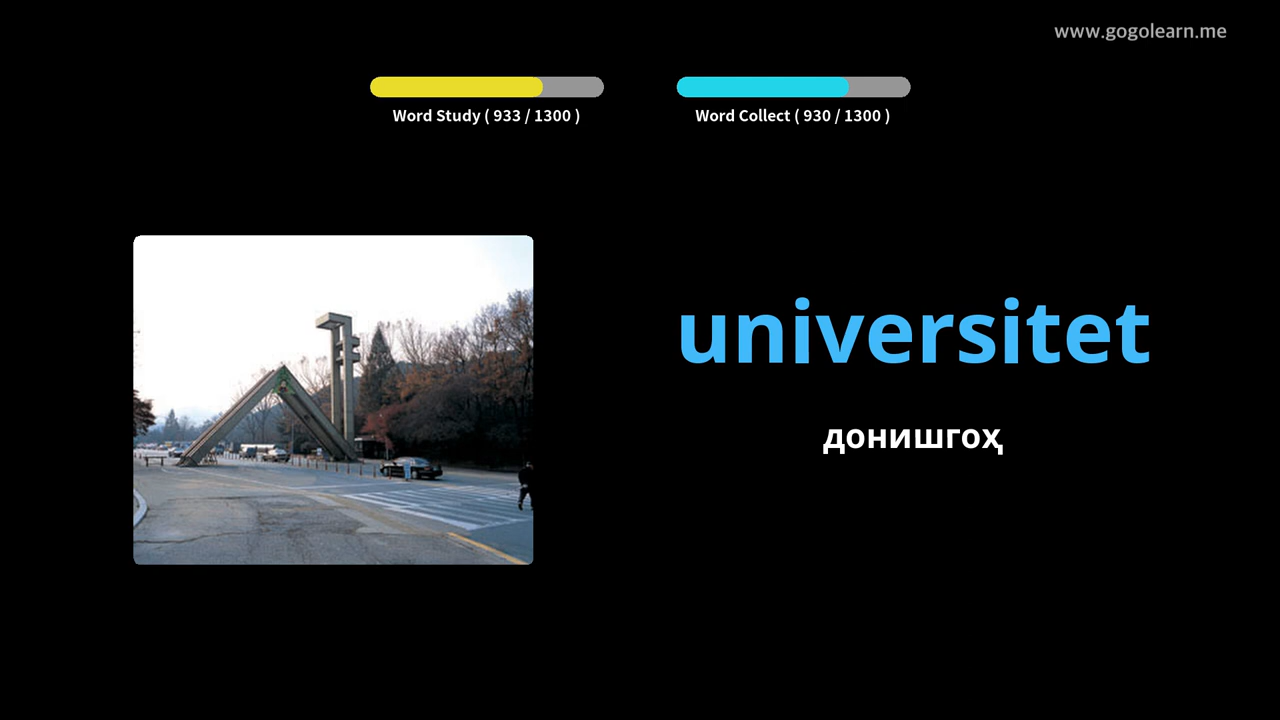 www.gogolearn.me
Word Study ( 933 / 1300 )
Word Collect ( 930 / 1300 )
universitet
донишгоҳ